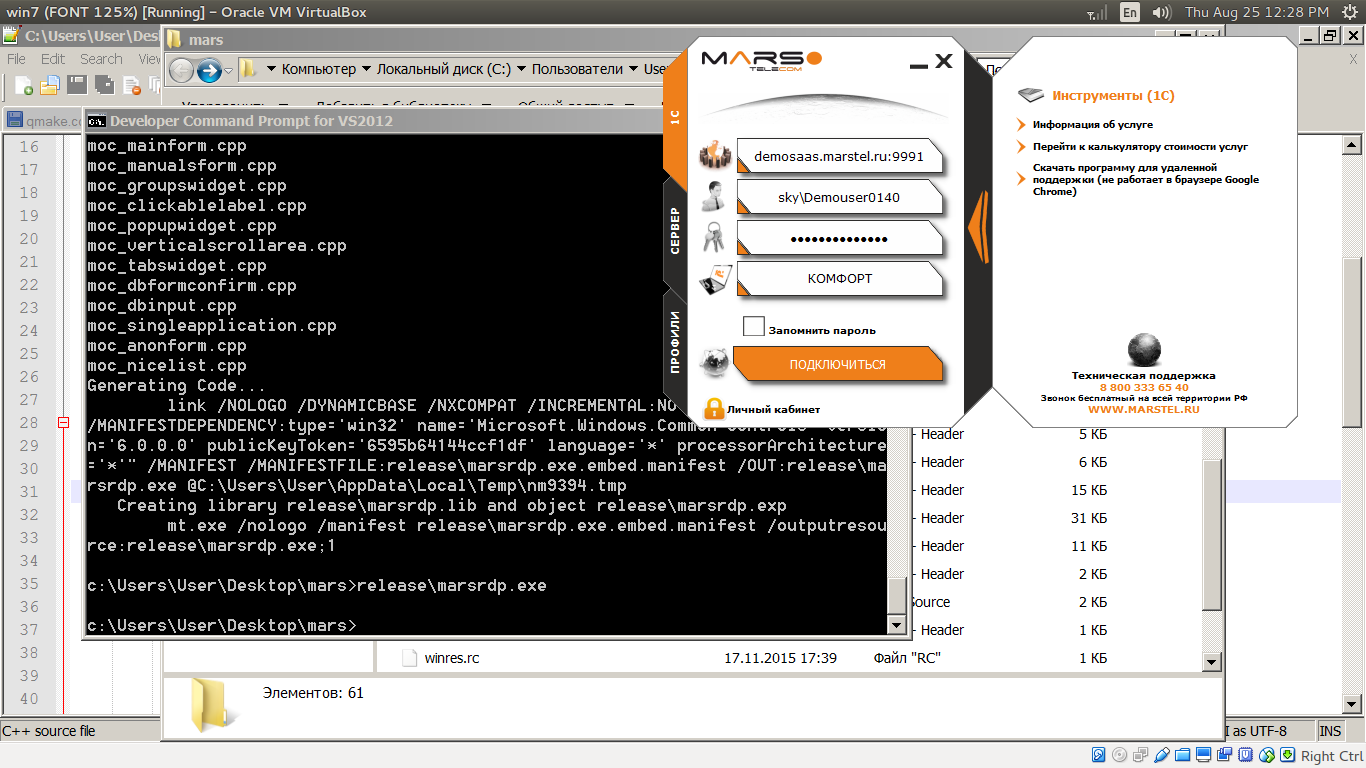 win7 (FONT 125%) [Running] – Oracle VM VirtualBox
En
Thu Aug 25 12:28 PM
C:\Users\User\Des
mars
File Edit Search Vie
Компьютер
Локальный диск (C:)
Пользователи
User
qmake.c
Developer Command Prompt for VS2012
moc_mainform.cpp
moc_manualsform.cpp
moc_groupswidget.cpp
moc_clickablelabel.cpp
moc_popupwidget.cpp
moc_verticalscrollarea.cpp
moc_tabswidget.cpp
moc_dbformconfirm.cpp
moc_dbinput.cpp
moc_singleapplication.cpp
moc_anonform.cpp
moc_nicelist.cpp
Generating Code...
link /NOLOGO /DYNAMICBASE /NXCOMPAT /INCREMENTAL:NO
/MANIFESTDEPENDENCY:type='win32' name='Microsoft.Windows.Common
n='6.0.0.0' publicKeyToken='6595b64144ccf1df' language='*' processorArchitecture
='*'" /MANIFEST /MANIFESTFILE:release\marsrdp.exe.embed.manifest /OUT:release\ma
rsrdp.exe @C:\Users\User\AppData\Local\Temp\nm9394.tmp
Creating library release\marsrdp.lib and object release\marsrdp.exp
mt.exe /nologo /manifest release\marsrdp.exe.embed.manifest /outputresou
rce:release\marsrdp.exe;1
c:\Users\User\Desktop\mars>release\marsrdp.exe
c:\Users\User\Desktop\mars>
16
17
18
19
20
21
22
23
24
25
26
27
28
29
30
31
32
33
34
35
36
37
38
39
40
MARS
TELECOM
1С
СЕРВЕР
ПРОФИЛИ
demosaas.marstel.ru:9991
sky\Demouser0140
••••••••••••••
КОМФОРТ
Запомнить пароль
ПОДКЛЮЧИТЬСЯ
Личный кабинет
Инструменты (1С)
Информация об услуге
Перейти к калькулятору стоимости услуг
Скачать программу для удаленной
поддержки (не работает в браузере Google
Chrome)
Техническая поддержка
8 800 333 65 40
Звонок бесплатный на всей территории РФ
WWW.MARSTEL.RU
- Header 5 КБ
- Header 6 КБ
- Header 15 КБ
- Header 31 КБ
- Header 11 КБ
- Header 2 КБ
Source 2 КБ
- Header 1 КБ
winres.rc 17.11.2015 17:39 Файл "RC" 1 КБ
Элементов: 61
C++ source file
I as UTF-8
INS
Right Ctrl